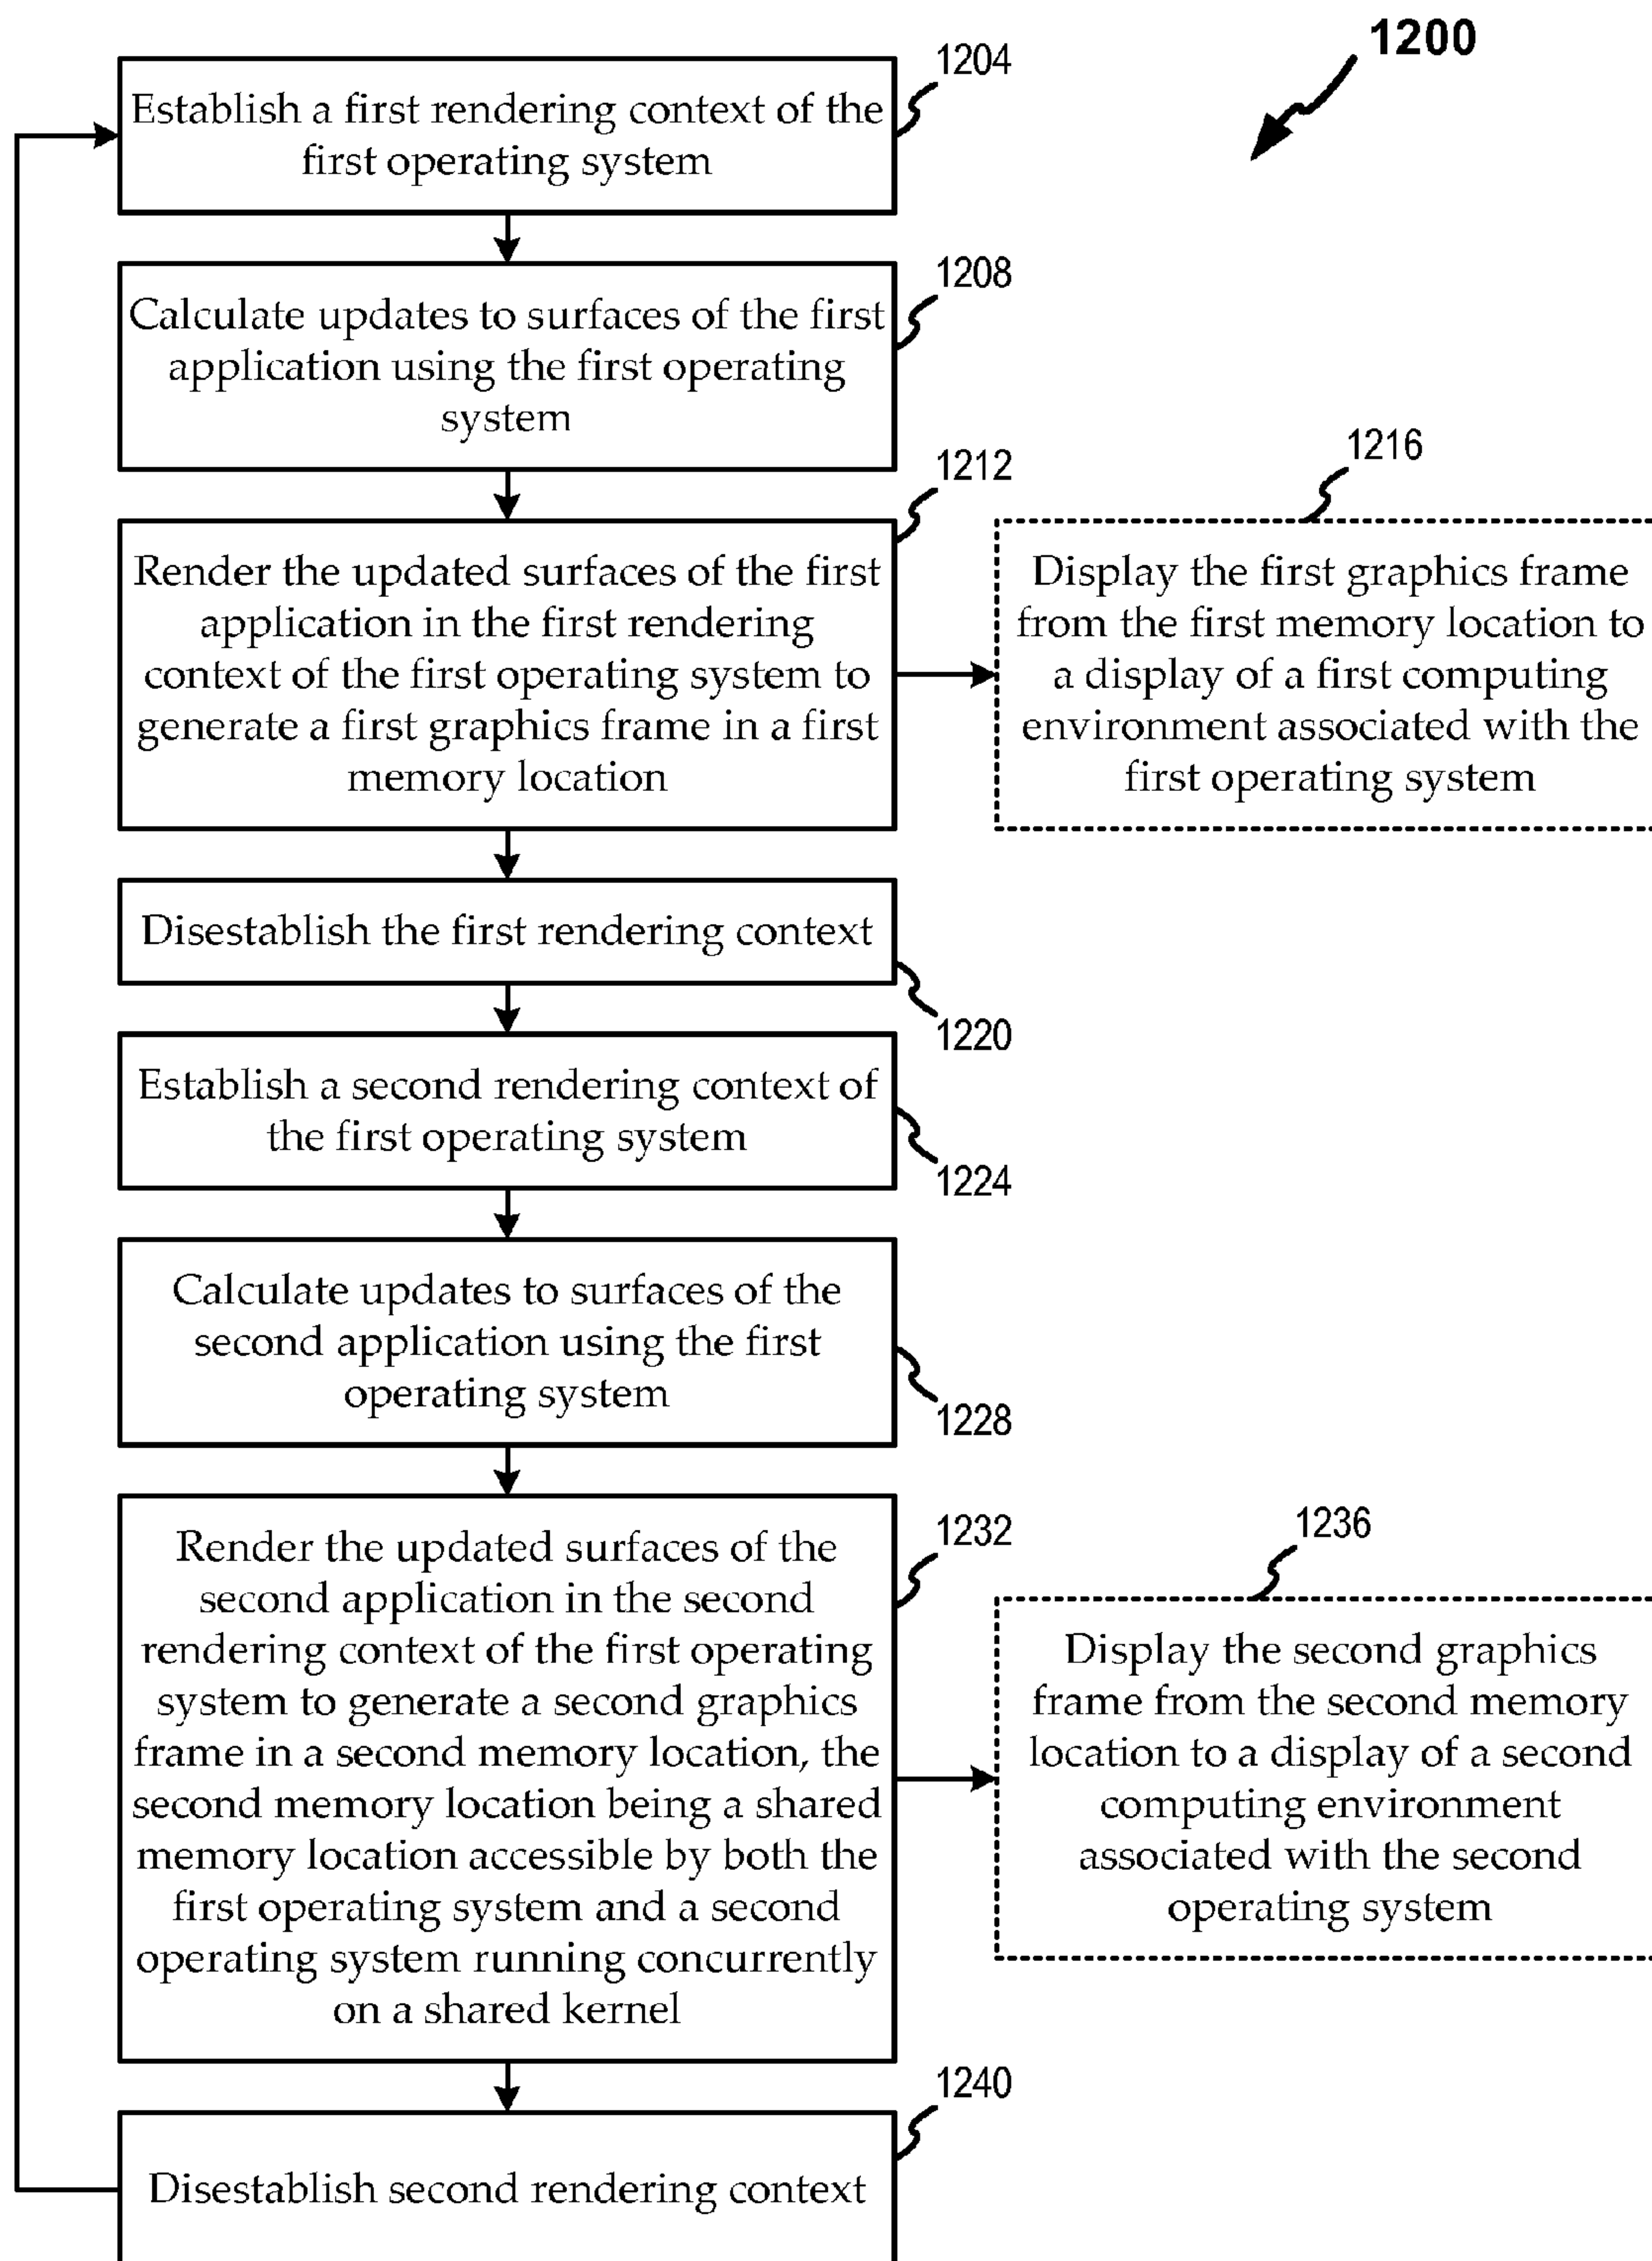 1200
1204
Establish a first rendering context of the
first operating system
1208
Calculate updates to surfaces of the first
application using the first operating
system
1212
Render the updated surfaces of the first
application in the first rendering
context of the first operating system to
generate a first graphics frame in a first
memory location
1216
Display the first graphics frame
from the first memory location to
a display of a first computing
environment associated with the
first operating system
Disestablish the first rendering context
1220
Establish a second rendering context of
the first operating system
1224
Calculate updates to surfaces of the
second application using the first
operating system
1228
1232
Render the updated surfaces of the
second application in the second
rendering context of the first operating
system to generate a second graphics
frame in a second memory location, the
second memory location being a shared
memory location accessible by both the
first operating system and a second
operating system running concurrently
on a shared kernel
1236
Display the second graphics
frame from the second memory
location to a display of a second
computing environment
associated with the second
operating system
1240
Disestablish second rendering context